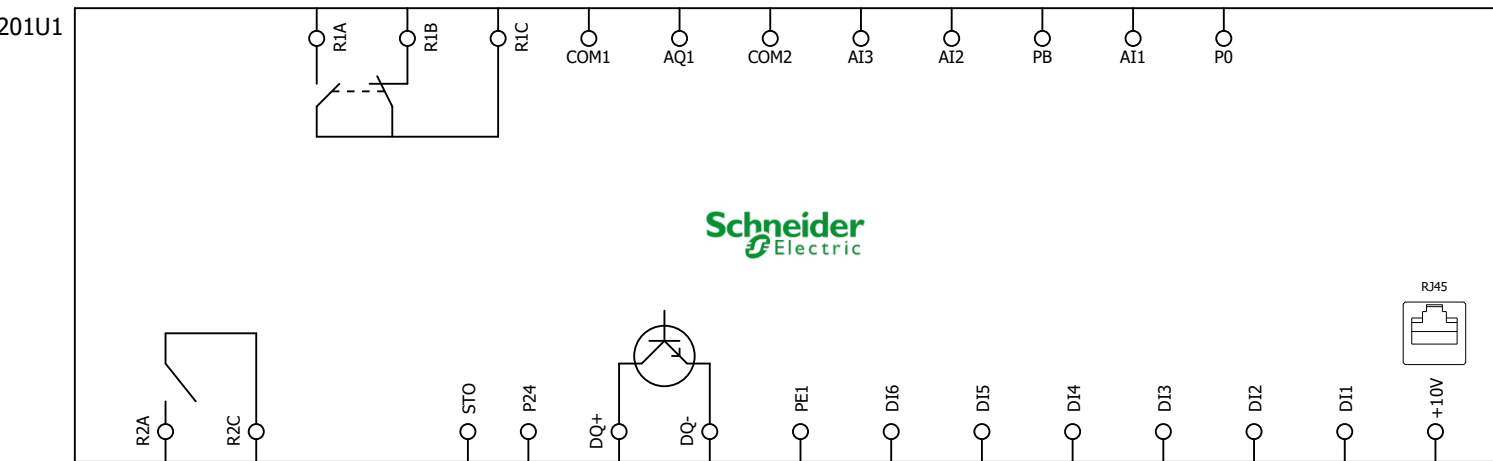 201U1
R1A
R1B
R1C
COM1
AQ1
COM2
AI3
AI2
PB
AI1
P0
Schneider
Electric
RJ45
R2A
R2C
STO
P24
DQ+
DQ-
PE1
DI6
DI5
DI4
DI3
DI2
DI1
+10V